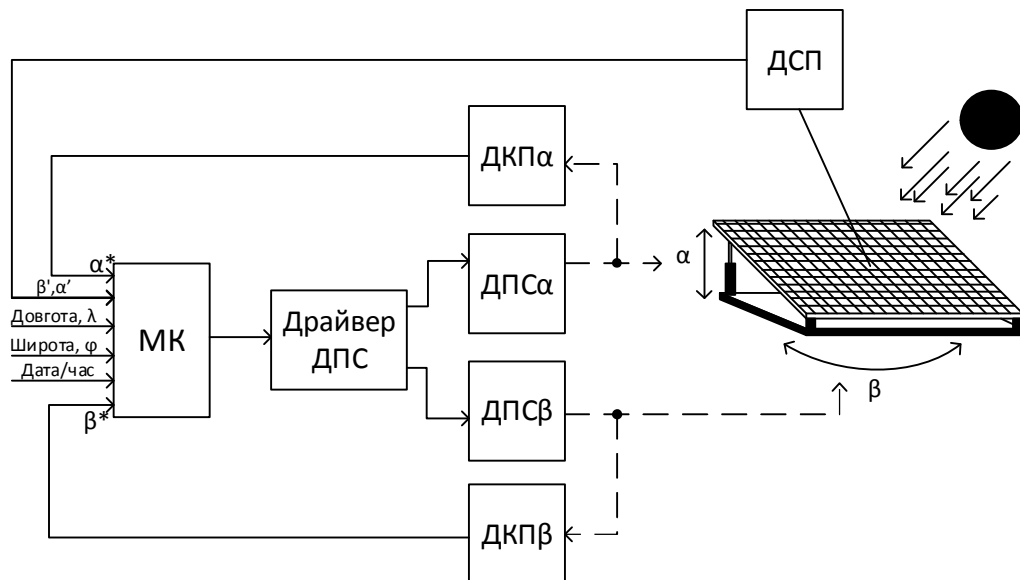 ДСП
ДКПα
α*
β',α’
Довгота, λ
Широта, φ
Дата/час
β*
МК
Драйвер
ДПС
ДПСα
ДПСβ
ДКПβ
α
β